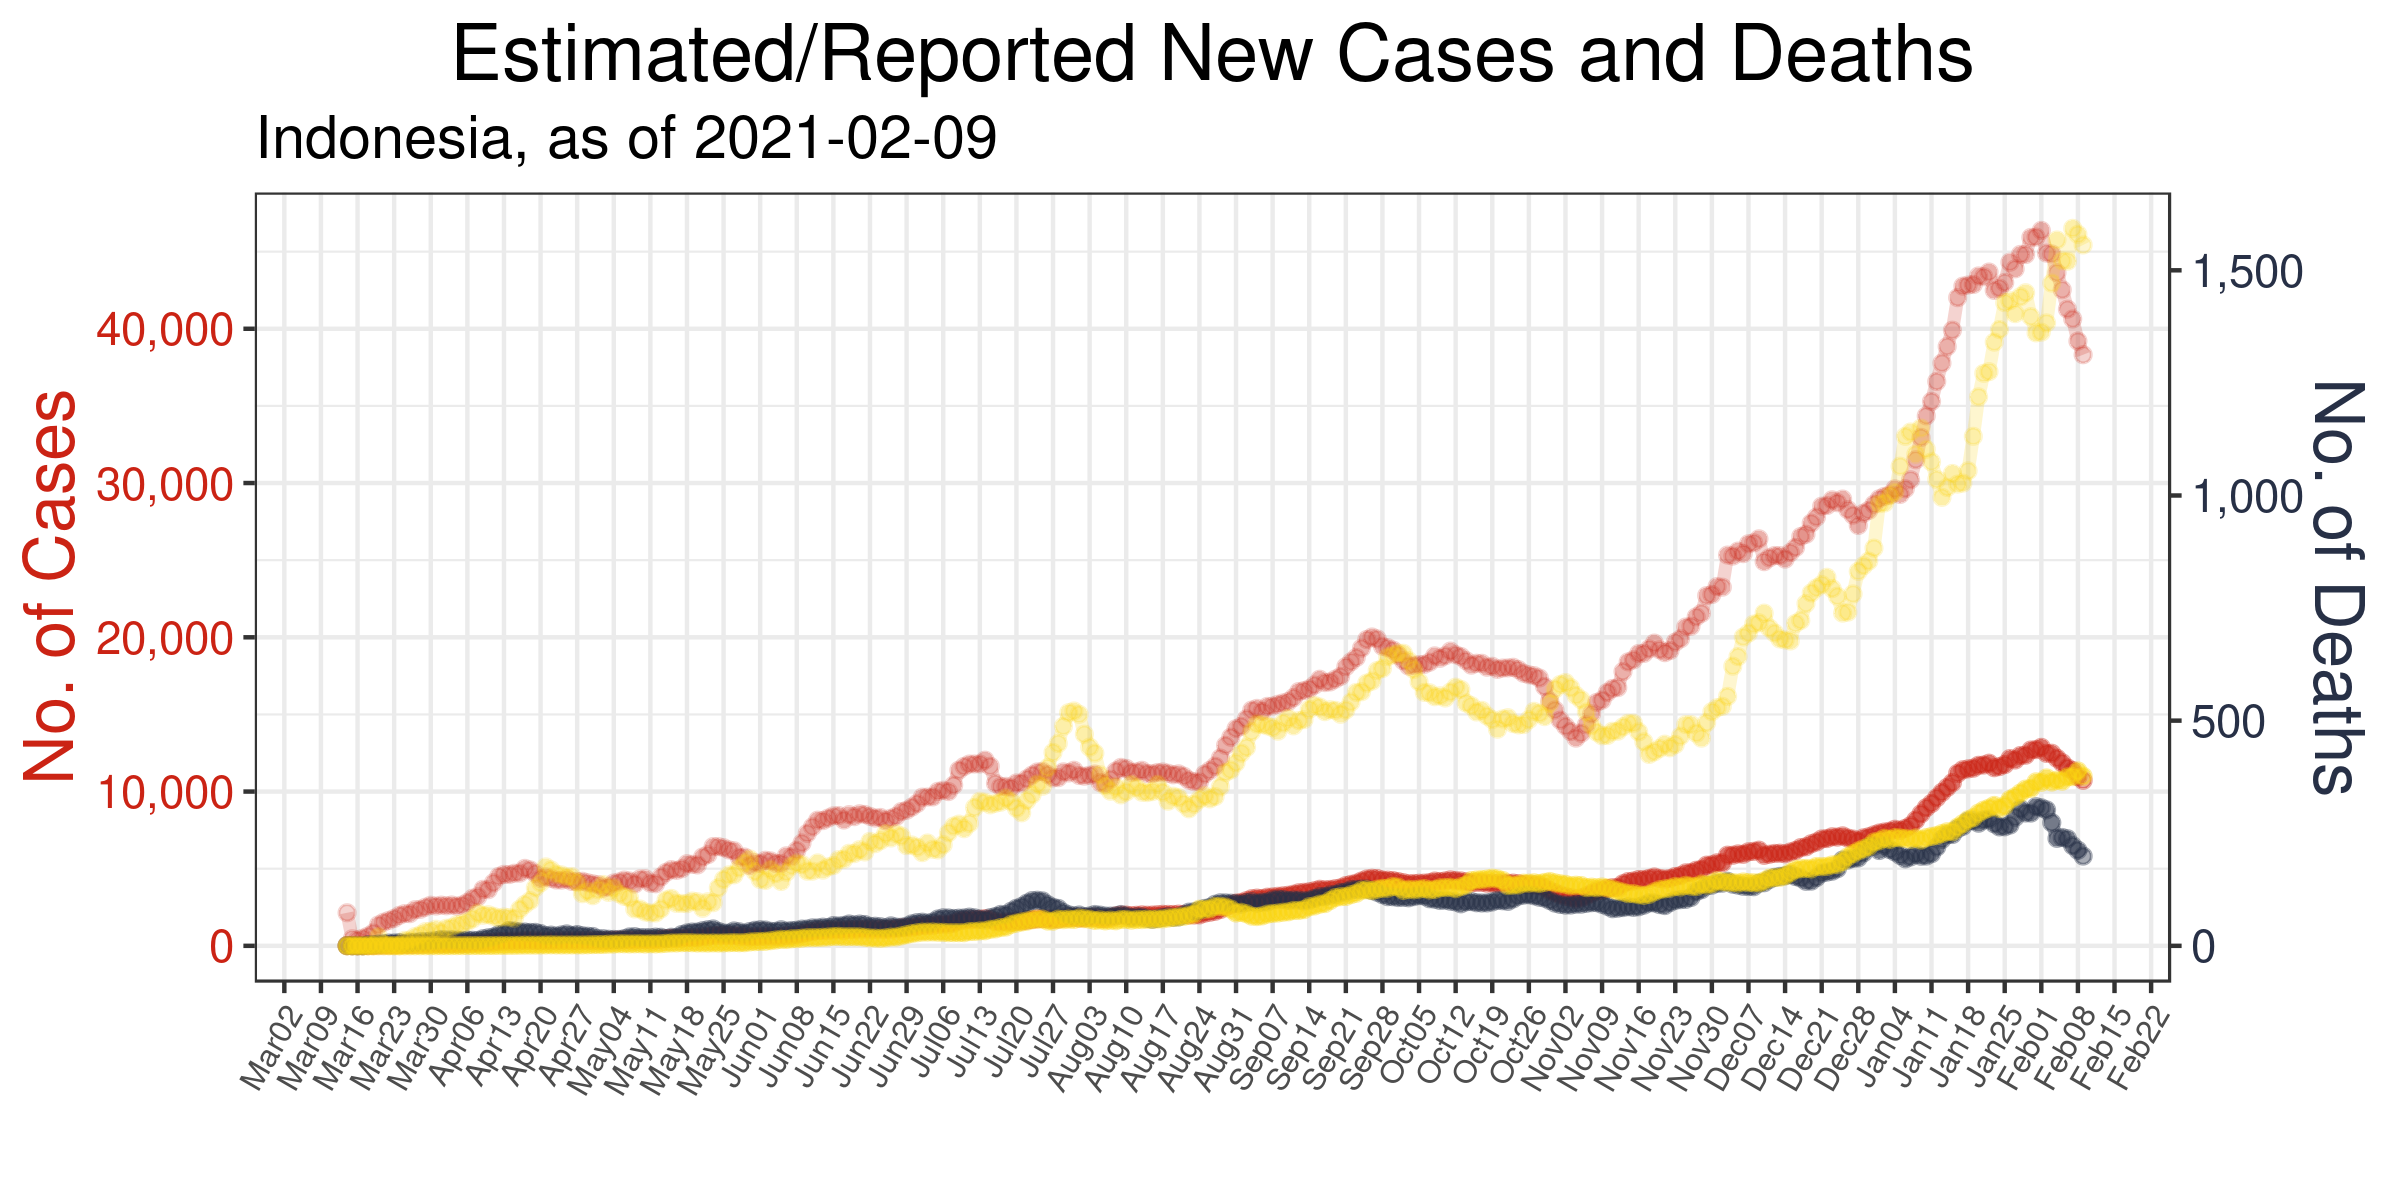 Estimated/Reported New Cases and Deaths
Indonesia, as of 2021-02-09
No. of Cases
40,000
30,000
20,000
10,000
0
1,500
1,000
500
0
No. of Deaths
Mar02
Mar09
Mar16
Mar23
Mar30
Apr06
Apr13
Apr20
Apr27
May04
May11
May18
May25
Jun01
Jun08
Jun15
Jun22
Jun29
Jul06
Jul13
Jul20
Jul27
Aug03
Aug10
Aug17
Aug24
Aug31
Sep07
Sep14
Sep21
Sep28
Oct05
Oct12
Oct19
Oct26
Nov02
Nov09
Nov16
Nov23
Nov30
Dec07
Dec14
Dec21
Dec28
Jan04
Jan11
Jan18
Jan25
Feb01
Feb08
Feb15
Feb22